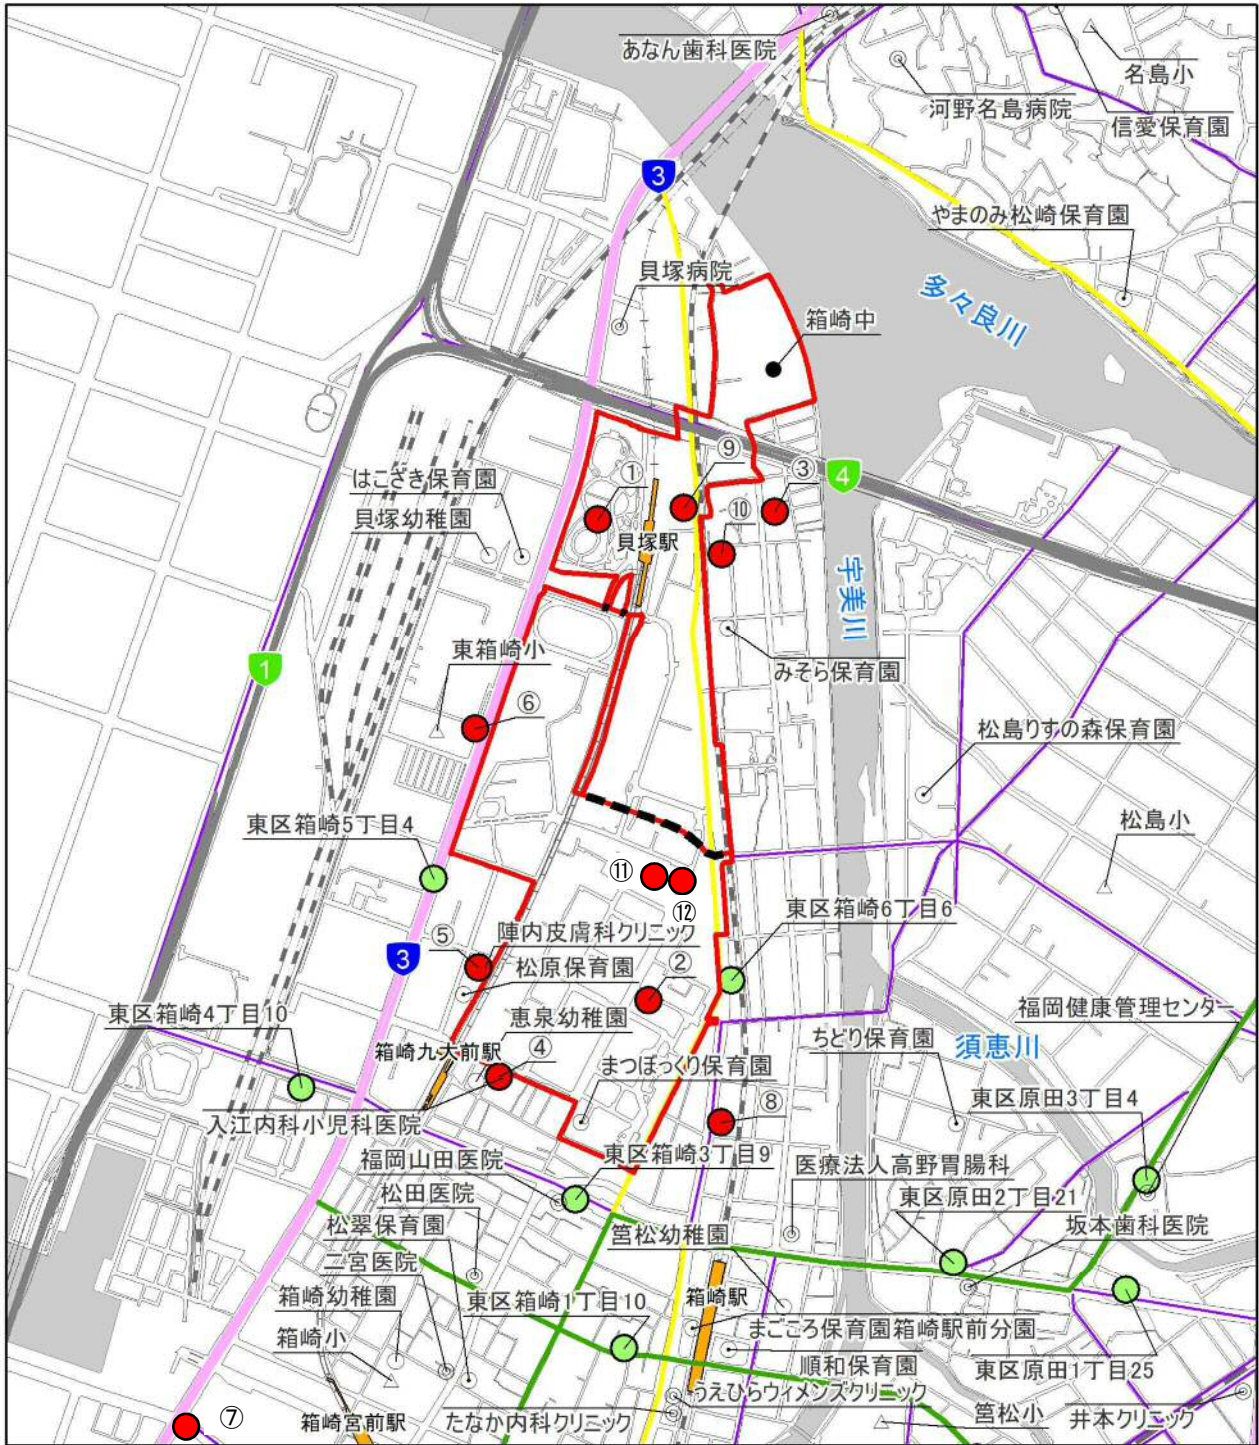 あなん歯科医院
名島小
河野名島病院
信愛保育園
3
やまのみ松崎保育園
貝塚病院
多々良川
箱崎中
⑨
①
③
4
はこざき保育園
貝塚幼稚園
貝塚駅
⑩
宇美川
東箱崎小
みそら保育園
1
⑥
松島りすの森保育園
東区箱崎5丁目4
松島小
⑪
⑫
東区箱崎6丁目6
陣内皮膚科クリニック
⑤
3
松原保育園
②
東区箱崎4丁目10
恵泉幼稚園
福岡健康管理センター
ちどり保育園
須恵川
箱崎九大前駅
④
まつぼっくり保育園
東区原田3丁目4
入江内科小児科医院
⑧
福岡山田医院
東区箱崎3丁目9
医療法人高野胃腸科
松田医院
東区原田2丁目21
松翠保育園
筥松幼稚園
坂本歯科医院
二宮医院
箱崎幼稚園
東区箱崎1丁目10
箱崎駅
まごころ保育園箱崎駅前分園
箱崎小
順和保育園
東区原田1丁目25
うえひらウィメンズクリニック
⑦
箱崎宮前駅
たなか内科クリニック
筥松小
井本クリニック